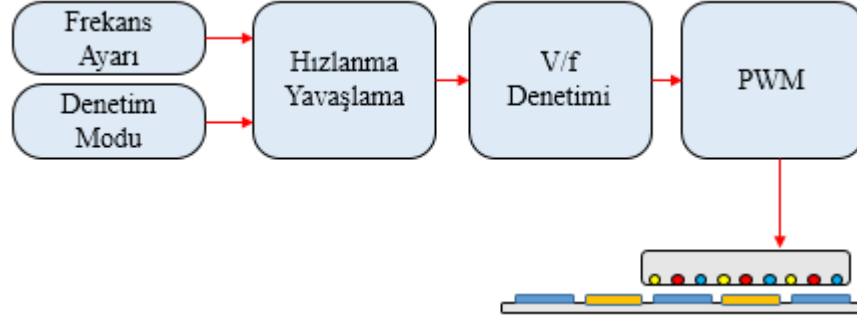 Frekans
Ayarı
Denetim
Modu
Hızlanma
Yavaşlama
V/f
Denetimi
PWM